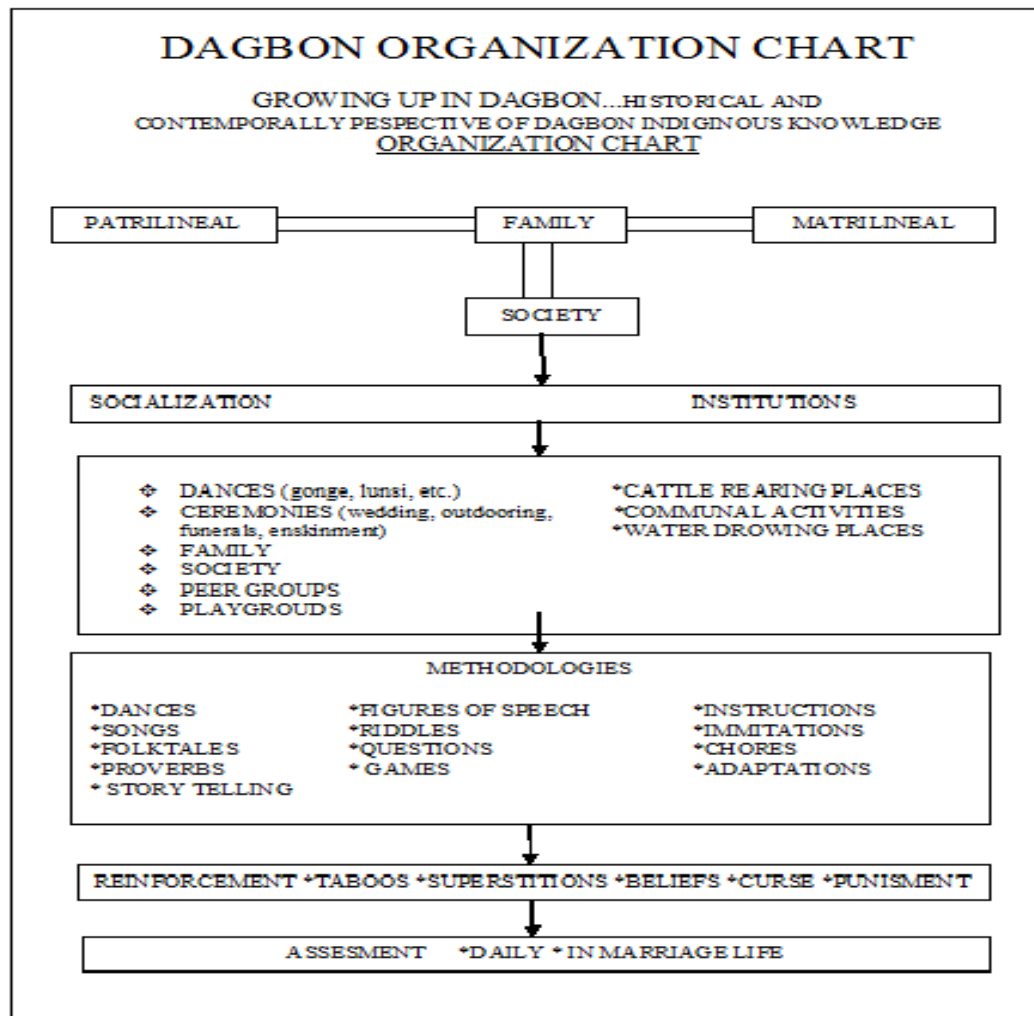 DAGBON ORGANIZATION CHART
GROWING UP IN DAGBON...HISTORICAL AND
CONTEMPORALLY PESPECTIVE OF DAGBON INDIGINOUS KNOWLEDGE
ORGANIZATION CHART
PATRILINEAL FAMILY MATRILINEAL
SOCIETY
SOCIALIZATION INSTITUTIONS
❖ DANCES (gonge, lunsi, etc.)
❖ CEREMONIES (wedding, outdooring,
funerals, enskinment)
❖ FAMILY
❖ SOCIETY
❖ PEER GROUPS
❖ PLAYGROUDS
*CATTLE REARING PLACES
*COMMUNAL ACTIVITIES
*WATER DROWING PLACES
METHODOLOGIES
*DANCES
*SONGS
*FOLKTALES
*PROVERBS
* STORY TELLING
*FIGURES OF SPEECH
*RIDDLES
*QUESTIONS
* GAMES
*INSTRUCTIONS
*IMMITATIONS
*CHORES
*ADAPTATIONS
REINFORCEMENT *TABOOS *SUPERSTITIONS *BELIEFS *CURSE *PUNISMENT
ASSESMENT *DAILY * IN MARRIAGE LIFE